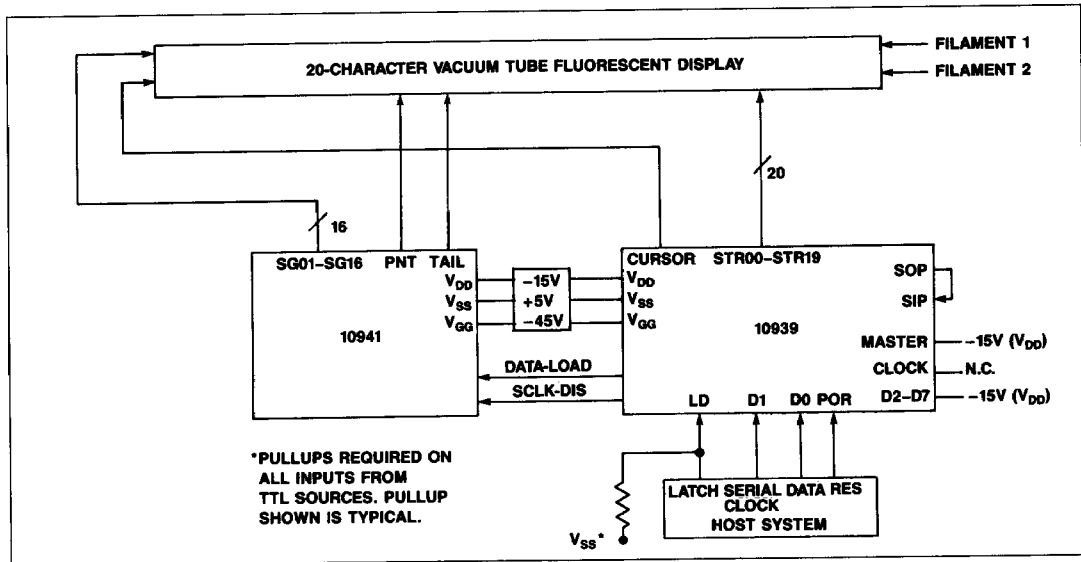 FILAMENT 1
20-CHARACTER VACUUM TUBE FLUORESCENT DISPLAY
FILAMENT 2
20
16
SG01–SG16 PNT TAIL
VDD
VSS
VGG
10941
–15V
+5V
–45V
CURSOR STR00–STR19
VDD
VSS
VGG
SOP
SIP
10939
MASTER –15V (VDD)
CLOCK N.C.
D2–D7 –15V (VDD)
DATA-LOAD
SCLK-DIS
LD D1 D0 POR
*PULLUPS REQUIRED ON
ALL INPUTS FROM
TTL SOURCES. PULLUP
SHOWN IS TYPICAL.
LATCH SERIAL DATA RES
CLOCK
HOST SYSTEM
VSS*